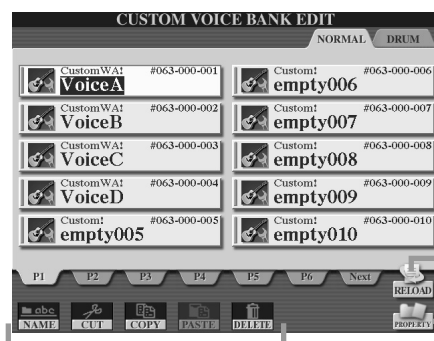 CUSTOM VOICE BANK EDIT
NORMAL DRUM
CustomWA! #063-000-001
VoiceA
Custom! #063-000-006
empty006
CustomWA! #063-000-002
VoiceB
Custom! #063-000-007
empty007
CustomWA! #063-000-003
VoiceC
Custom! #063-000-008
empty008
CustomWA! #063-000-004
VoiceD
Custom! #063-000-009
empty009
Custom! #063-000-005
empty005
Custom! #063-000-010
empty010
P1 P2 P3 P4 P5 P6 Next
RELOAD
abc
NAME CUT COPY PASTE DELETE PROPERTY